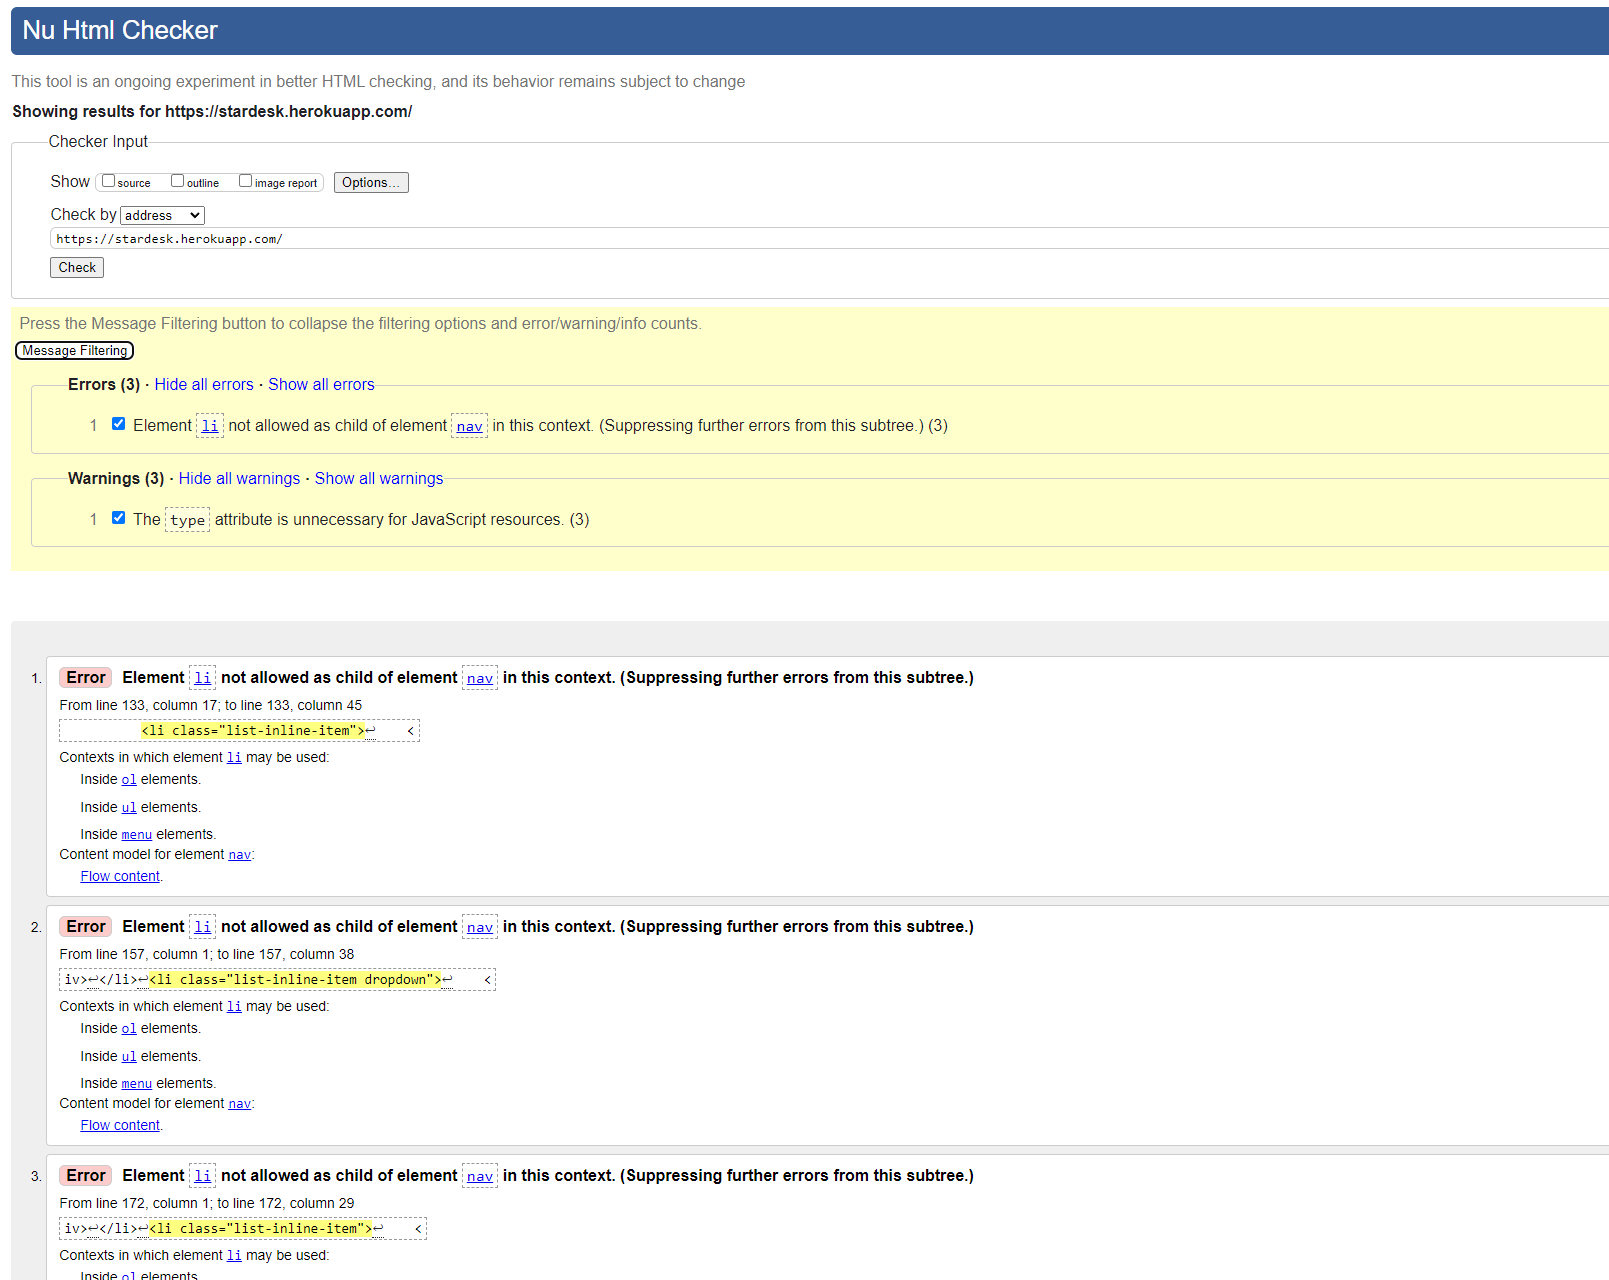 Nu Html Checker
This tool is an ongoing experiment in better HTML checking, and its behavior remains subject to change
Showing results for https://stardesk.herokuapp.com/
Checker Input
Show source outline image report Options...
Check by address
https://stardesk.herokuapp.com/
Check
Press the Message Filtering button to collapse the filtering options and error/warning/info counts.
Message Filtering
Errors (3) · Hide all errors · Show all errors
1 Element li not allowed as child of element nav in this context. (Suppressing further errors from this subtree.) (3)
Warnings (3) · Hide all warnings · Show all warnings
1 The type attribute is unnecessary for JavaScript resources. (3)
1. Error Element li not allowed as child of element nav in this context. (Suppressing further errors from this subtree.)
From line 133, column 17; to line 133, column 45
<li class="list-inline-item">↩ <
Contexts in which element li may be used:
Inside ol elements.
Inside ul elements.
Inside menu elements.
Content model for element nav:
Flow content.
2. Error Element li not allowed as child of element nav in this context. (Suppressing further errors from this subtree.)
From line 157, column 1; to line 157, column 38
iv>↩</li>↩<li class="list-inline-item dropdown">↩ <
Contexts in which element li may be used:
Inside ol elements.
Inside ul elements.
Inside menu elements.
Content model for element nav:
Flow content.
3. Error Element li not allowed as child of element nav in this context. (Suppressing further errors from this subtree.)
From line 172, column 1; to line 172, column 29
iv>↩</li>↩<li class="list-inline-item">↩ <
Contexts in which element li may be used:
Inside ol elements.